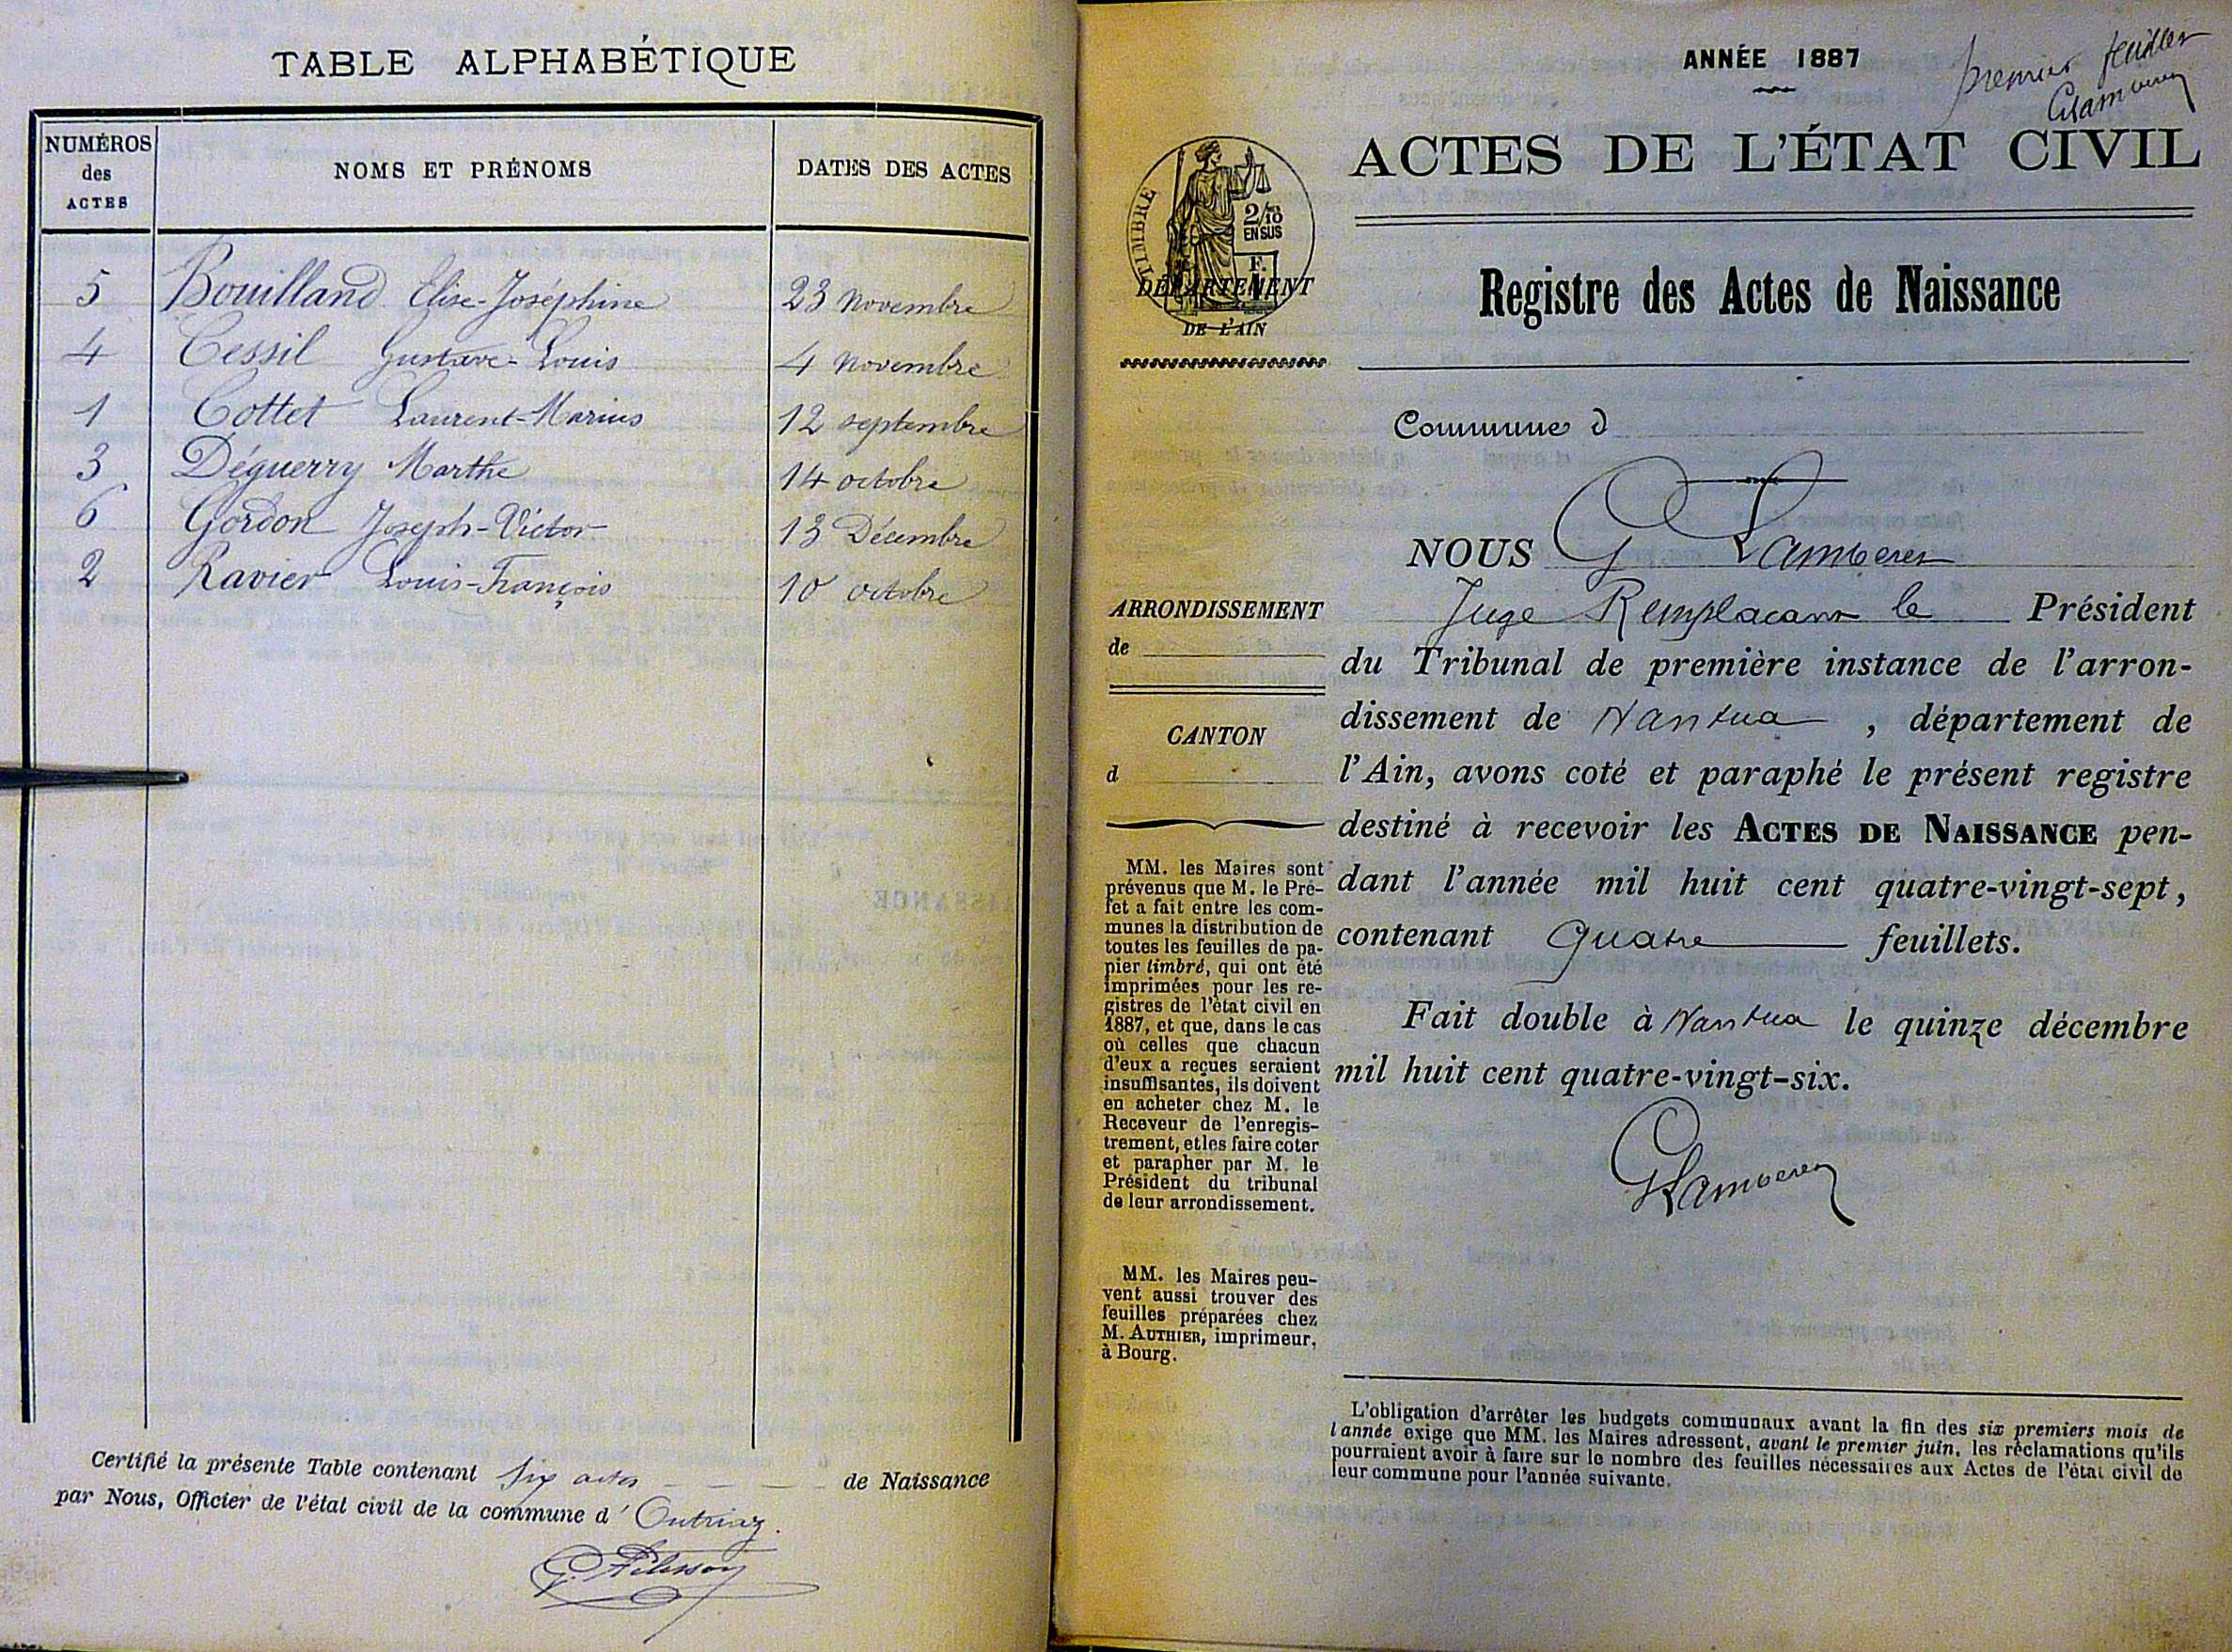 TABLE ALPHABÉTIQUE
NUMÉROS
des
ACTES
NOMS ET PRÉNOMS
DATES DES ACTES
5 Bouilland Elise-Joséphine 23 novembre
4 Cessil Gustave-Louis 4 novembre
1 Cottet Laurent-Marius 12 septembre
3 Déguerry Marthe 14 octobre
6 Gordon Joseph-Victor 13 Décembre
2 Ravier Louis-François 10 octobre
Certifié la présente Table contenant six actes de Naissance
par Nous, Officier de l'état civil de la commune d'Outriaz.
ANNÉE 1887
premier feuillet
ACTES DE L'ÉTAT CIVIL
TIMBRE
2/10
EN SUS
F.
DÉPARTEMENT
DE L'AIN
Registre des Actes de Naissance
Commune d
NOUS
Juge Remplaçant le Président
du Tribunal de première instance de l'arron-
dissement de Nantua, département de
l'Ain, avons coté et paraphé le présent registre
destiné à recevoir les ACTES DE NAISSANCE pen-
dant l'année mil huit cent quatre-vingt-sept,
contenant quatre feuillets.
Fait double à Nantua le quinze décembre
mil huit cent quatre-vingt-six.
ARRONDISSEMENT
de
CANTON
d
MM. les Maires sont
prévenus que M. le Pré-
fet a fait entre les com-
munes la distribution de
toutes les feuilles de pa-
pier timbré, qui ont été
imprimées pour les re-
gistres de l'état civil en
1887, et que, dans le cas
où celles que chacun
d'eux a reçues seraient
insuffisantes, ils doivent
en acheter chez M. le
Receveur de l'enregis-
trement, et les faire coter
et parapher par M. le
Président du tribunal
de leur arrondissement.
MM. les Maires peu-
vent aussi trouver des
feuilles préparées chez
M. AUTHIER, imprimeur,
à Bourg.
L'obligation d'arrêter les budgets communaux avant la fin des six premiers mois de
l'année exige que MM. les Maires adressent, avant le premier juin, les réclamations qu'ils
pourraient avoir à faire sur le nombre des feuilles nécessaires aux Actes de l'état civil de
leur commune pour l'année suivante.